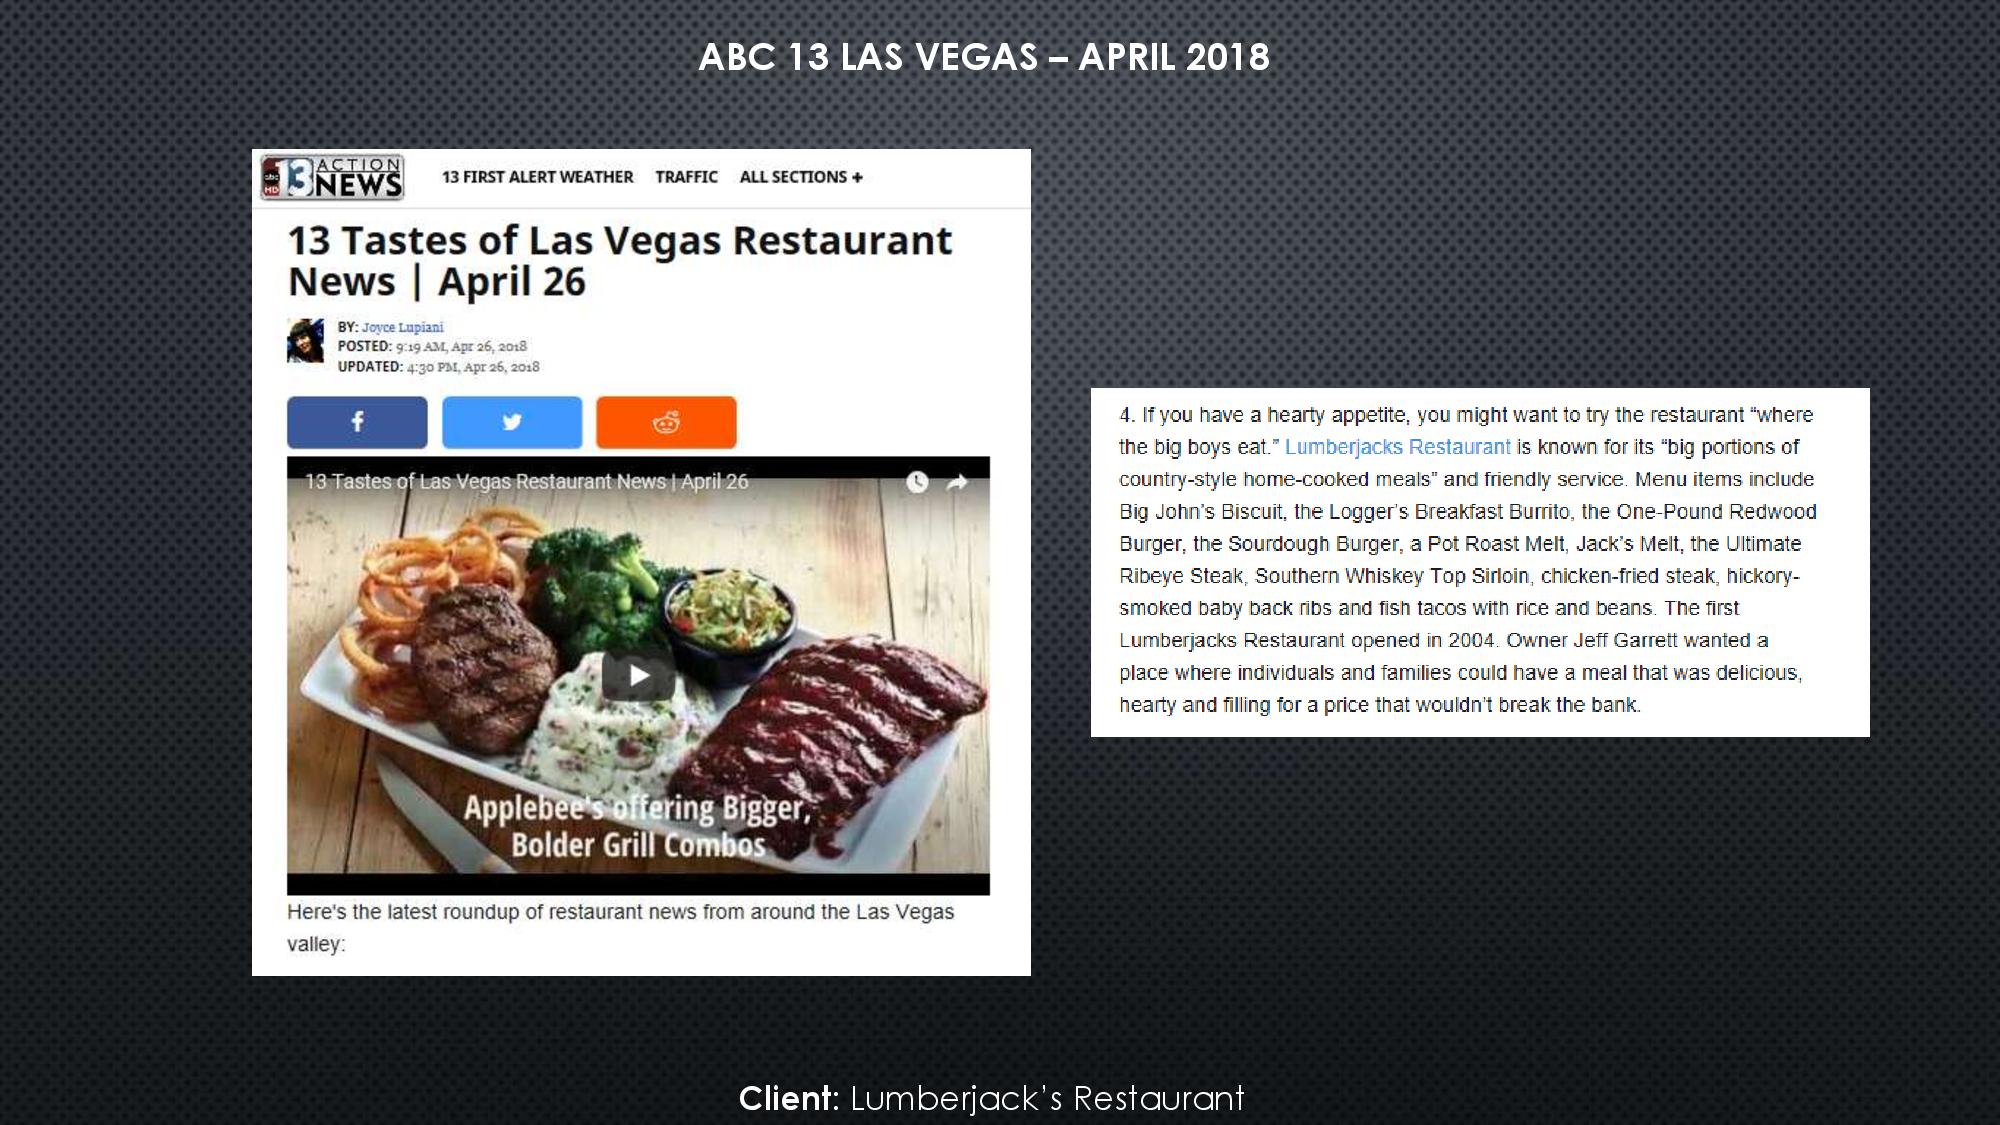 ABC 13 LAS VEGAS – APRIL 2018
abc
HD
13 ACTION
NEWS
13 FIRST ALERT WEATHER TRAFFIC ALL SECTIONS +
13 Tastes of Las Vegas Restaurant
News | April 26
BY: Joyce Lupiani
POSTED: 9:19 AM, Apr 26, 2018
UPDATED: 4:30 PM, Apr 26, 2018
13 Tastes of Las Vegas Restaurant News | April 26
Applebee's offering Bigger,
Bolder Grill Combos
Here's the latest roundup of restaurant news from around the Las Vegas
valley:
4. If you have a hearty appetite, you might want to try the restaurant “where
the big boys eat.” Lumberjacks Restaurant is known for its “big portions of
country-style home-cooked meals” and friendly service. Menu items include
Big John’s Biscuit, the Logger’s Breakfast Burrito, the One-Pound Redwood
Burger, the Sourdough Burger, a Pot Roast Melt, Jack’s Melt, the Ultimate
Ribeye Steak, Southern Whiskey Top Sirloin, chicken-fried steak, hickory-
smoked baby back ribs and fish tacos with rice and beans. The first
Lumberjacks Restaurant opened in 2004. Owner Jeff Garrett wanted a
place where individuals and families could have a meal that was delicious,
hearty and filling for a price that wouldn’t break the bank.
Client: Lumberjack’s Restaurant